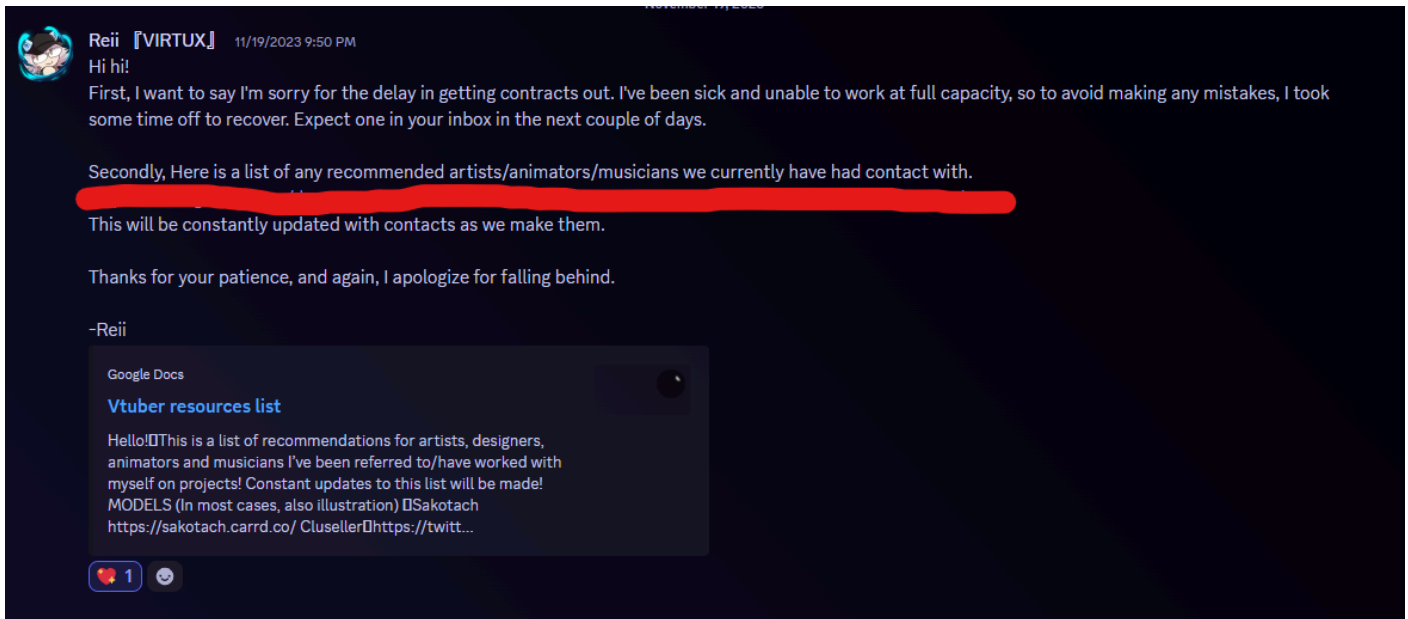 November 19, 2023
Reii 『VIRTUX』 11/19/2023 9:50 PM
Hi hi!
First, I want to say I'm sorry for the delay in getting contracts out. I've been sick and unable to work at full capacity, so to avoid making any mistakes, I took
some time off to recover. Expect one in your inbox in the next couple of days.
Secondly, Here is a list of any recommended artists/animators/musicians we currently have had contact with.
This will be constantly updated with contacts as we make them.
Thanks for your patience, and again, I apologize for falling behind.
-Reii
Google Docs
Vtuber resources list
Hello!▯This is a list of recommendations for artists, designers,
animators and musicians I've been referred to/have worked with
myself on projects! Constant updates to this list will be made!
MODELS (In most cases, also illustration) ▯Sakotach
https://sakotach.carrd.co/ Cluseller▯https://twitt...
1